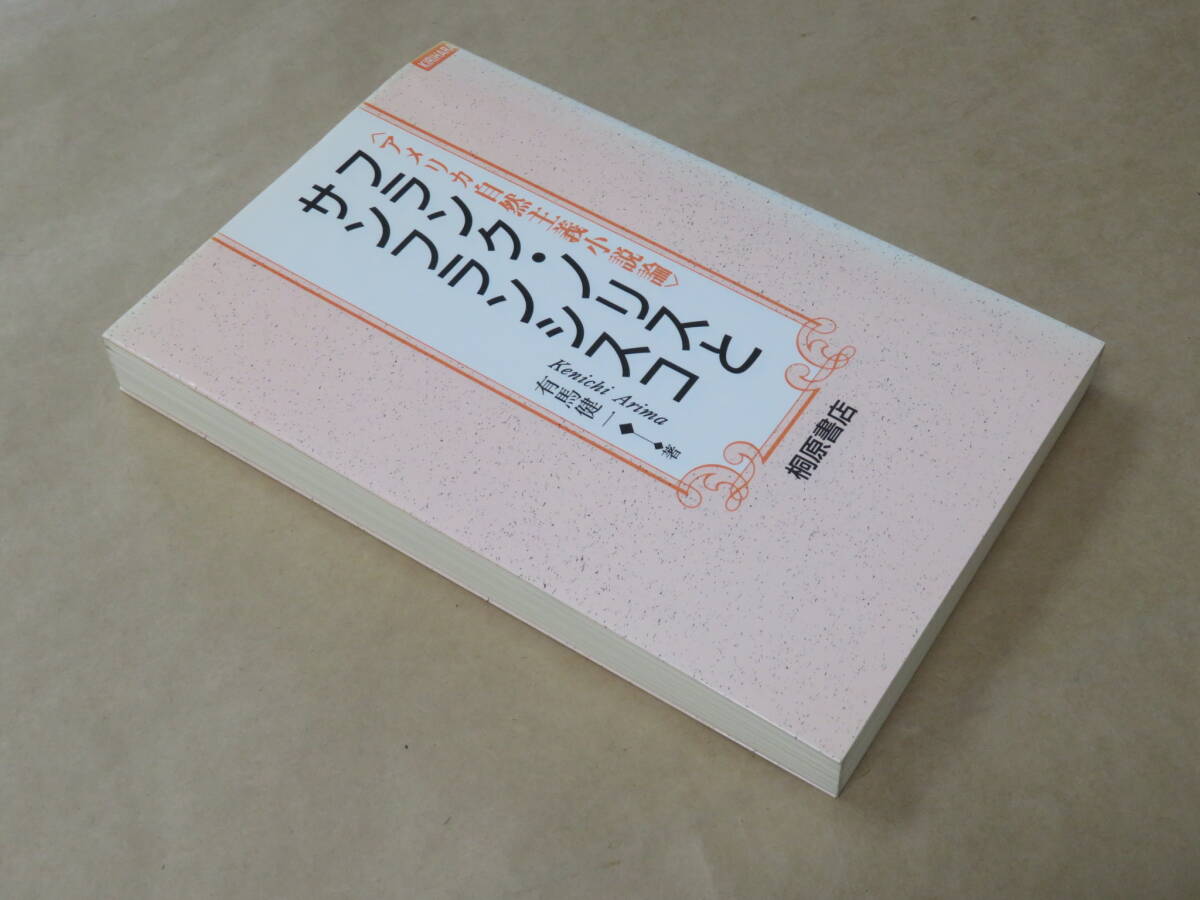 KIRIHARA
〈アメリカ自然主義小説論〉
フランク・ノリスと
サンフランシスコ
Kenichi Arima
有馬健一
著
桐原書店